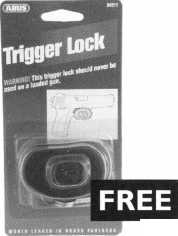 ABUS
Trigger Lock
WARNING! This trigger lock should never be
used on a loaded gun.
FREE
WORLD LEADER IN BRASS PADLOCKS